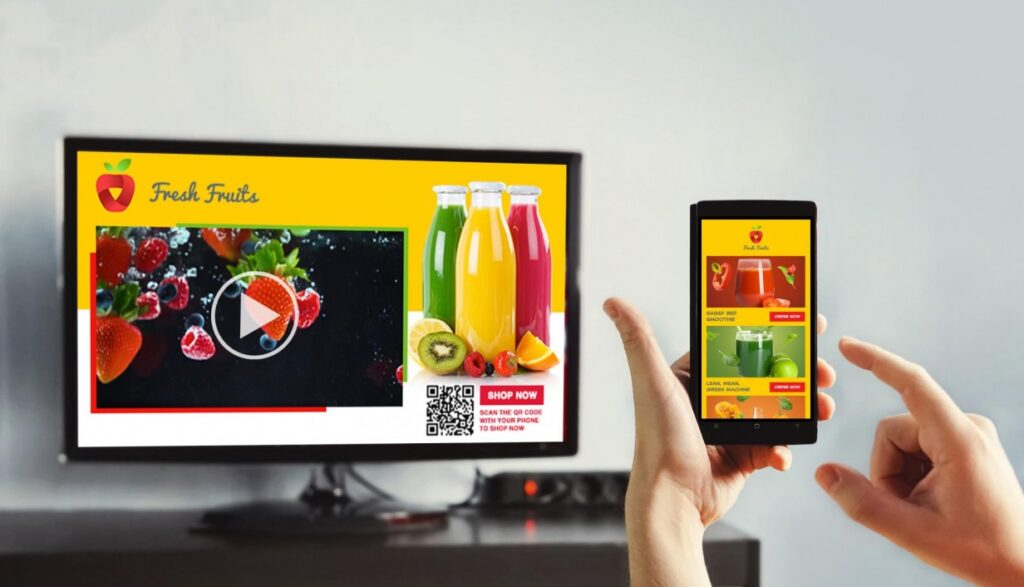 Fresh Fruits
SHOP NOW
SCAN THE QR CODE
WITH YOUR PHONE
TO SHOP NOW
Fresh Fruits
SASSY RED
SMOOTHIE
ORDER NOW
LEAN, MEAN,
GREEN MACHINE
ORDER NOW